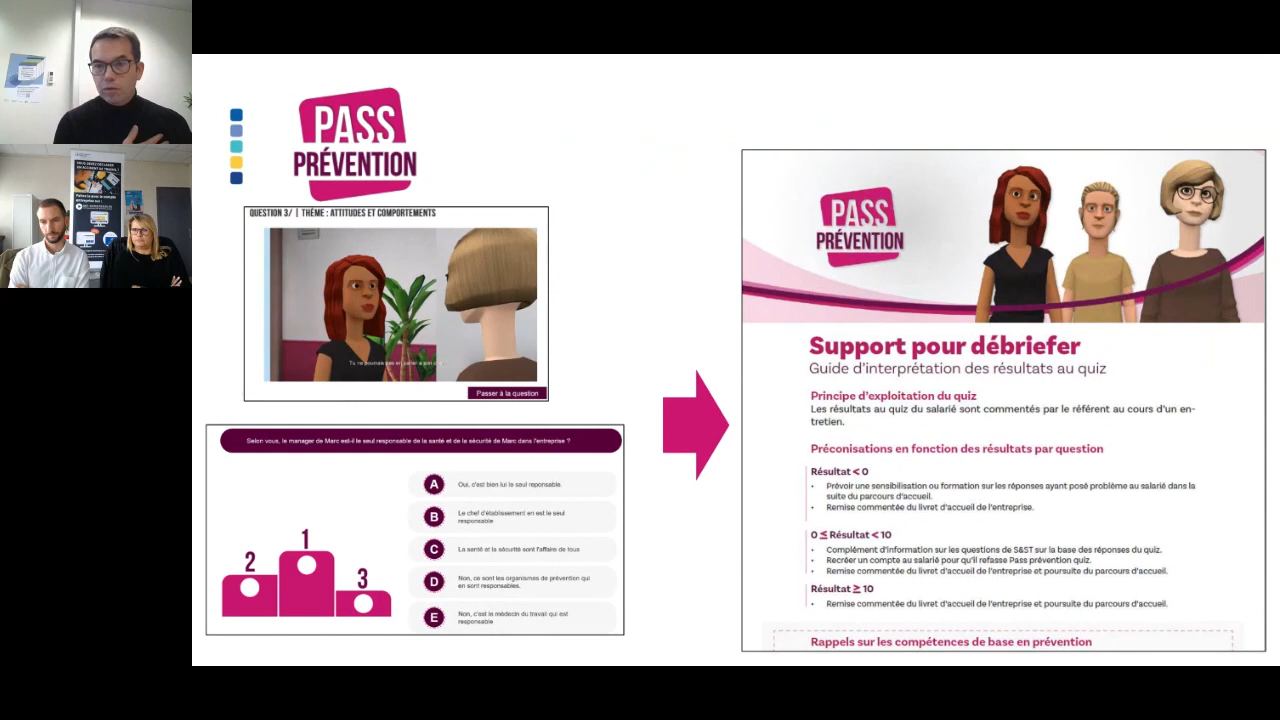 PASS
PRÉVENTION
QUESTION 3/ | THÈME : ATTITUDES ET COMPORTEMENTS
Passer à la question
Selon vous, le manager de Marc est-il le seul responsable de la santé et de la sécurité de Marc dans l'entreprise ?
A
Oui, c'est bien lui le seul reponsable.
B
Le chef d'établissement en est le seul
responsable
C
La santé et la sécurité sont l'affaire de tous
D
Non, ce sont les organismes de prévention qui
en sont responsables.
E
Non, c'est le médecin du travail qui est
responsable
2
1
3
PASS
PRÉVENTION
Support pour débriefer
Guide d'interprétation des résultats au quiz
Principe d'exploitation du quiz
Les résultats au quiz du salarié sont commentés par le référent au cours d'un en-
tretien.
Préconisations en fonction des résultats par question
Résultat < 0
• Prévoir une sensibilisation ou formation sur les réponses ayant posé problème au salarié dans la
suite du parcours d'accueil.
• Remise commentée du livret d'accueil de l'entreprise.
0 ≤ Résultat < 10
• Complément d'information sur les questions de S&ST sur la base des réponses du quiz.
• Recréer un compte au salarié pour qu'il refasse Pass prévention quiz.
• Remise commentée du livret d'accueil de l'entreprise et poursuite du parcours d'accueil.
Résultat ≥ 10
• Remise commentée du livret d'accueil de l'entreprise et poursuite du parcours d'accueil.
Rappels sur les compétences de base en prévention